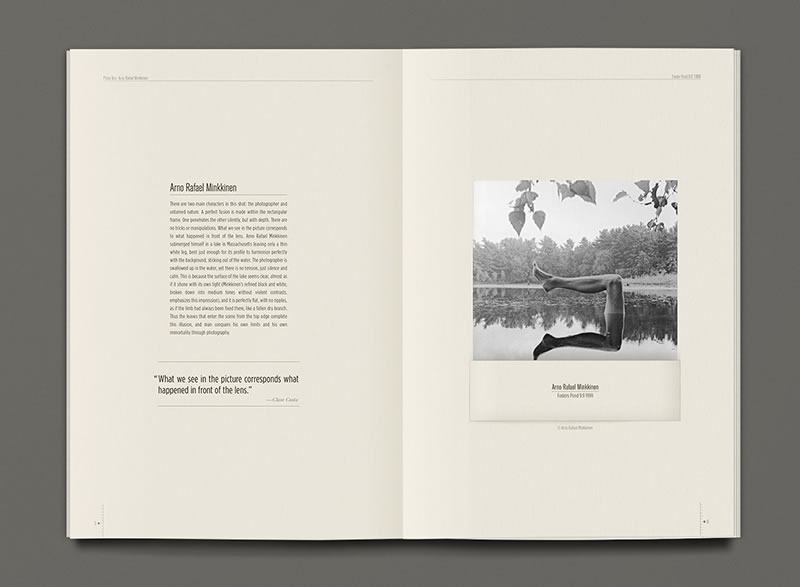 Photo Box: Arno Rafael Minkkinen
Arno Rafael Minkkinen
There are two main characters in this shot: the photographer and
untamed nature. A perfect fusion is made within the rectangular
frame. One penetrates the other silently, but with depth. There are
no tricks or manipulations. What we see in the picture corresponds
to what happened in front of the lens. Arno Rafael Minkkinen
submerged himself in a lake in Massachusetts leaving only a thin
white leg, bent just enough for its profile to harmonise perfectly
with the background, sticking out of the water. The photographer is
swallowed up in the water, yet there is no tension, just silence and
calm. This is because the surface of the lake seems clear, almost as
if it shone with its own light (Minkkinen's refined black and white,
broken down into medium tones without violent contrasts,
emphasizes this impression), and it is perfectly flat, with no ripples,
as if the limb had always been fixed there, like a fallen dry branch.
Thus the leaves that enter the scene from the top edge complete
this illusion, and man conquers his own limits and his own
immortality through photography.
"What we see in the picture corresponds what
happened in front of the lens."
—Clare Costa
Arno Rafael Minkkinen
Fosters Pond 9.9 1999
© Arno Rafael Minkkinen